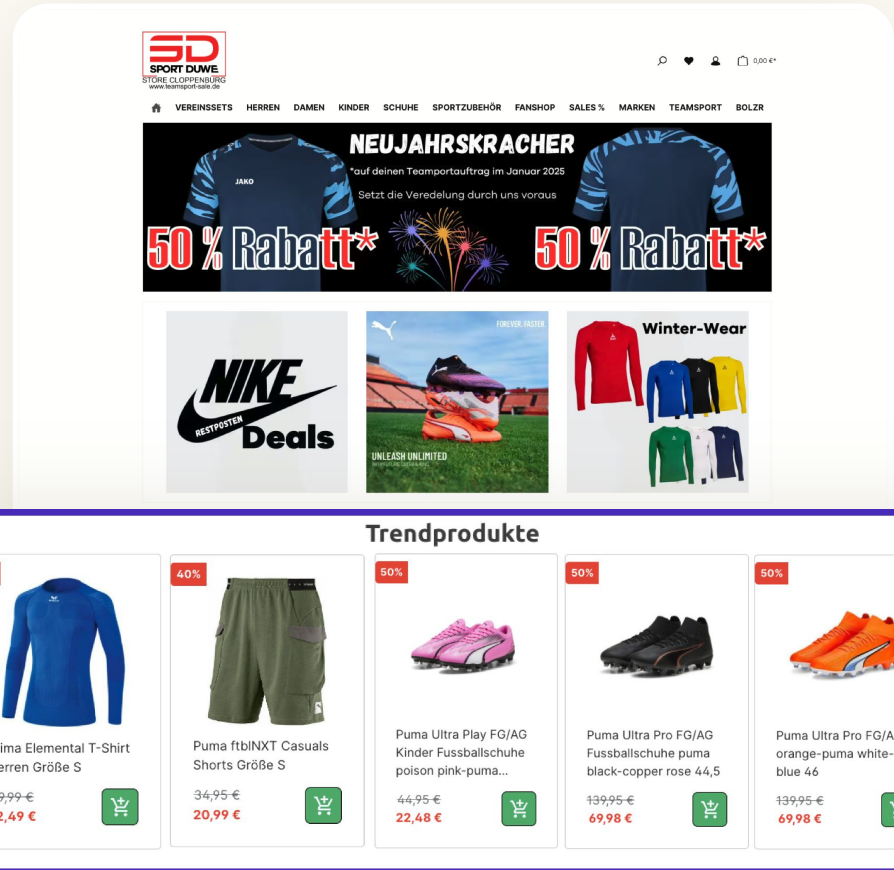 SD
SPORT DUWE
STORE CLOPPENBURG
www.teamsport-sale.de
0,00 €*
VEREINSSETS HERREN DAMEN KINDER SCHUHE SPORTZUBEHÖR FANSHOP SALES % MARKEN TEAMSPORT BOLZR
NEUJAHRSKRACHER
*auf deinen Teamportauftrag im Januar 2025
Setzt die Veredelung durch uns voraus
JAKO
50 % Rabatt*
50 % Rabatt*
NIKE
RESTPOSTEN
Deals
FOREVER. FASTER.
UNLEASH UNLIMITED
Winter-Wear
Trendprodukte
40%
50%
50%
50%
ima Elemental T-Shirt
erren Größe S
9,99 €
2,49 €
Puma ftblNXT Casuals
Shorts Größe S
34,95 €
20,99 €
Puma Ultra Play FG/AG
Kinder Fussballschuhe
poison pink-puma...
44,95 €
22,48 €
Puma Ultra Pro FG/AG
Fussballschuhe puma
black-copper rose 44,5
139,95 €
69,98 €
Puma Ultra Pro FG/A
orange-puma white-
blue 46
139,95 €
69,98 €